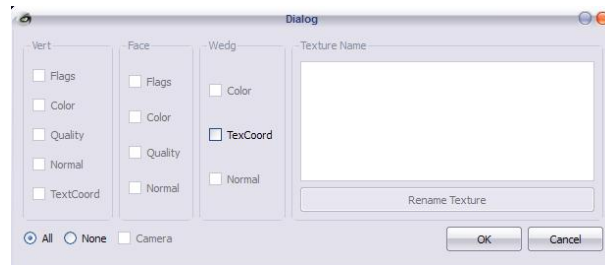 Dialog
Vert
Flags
Color
Quality
Normal
TextCoord
Face
Flags
Color
Quality
Normal
Wedg
Color
TexCoord
Normal
Texture Name
Rename Texture
All
None
Camera
OK
Cancel